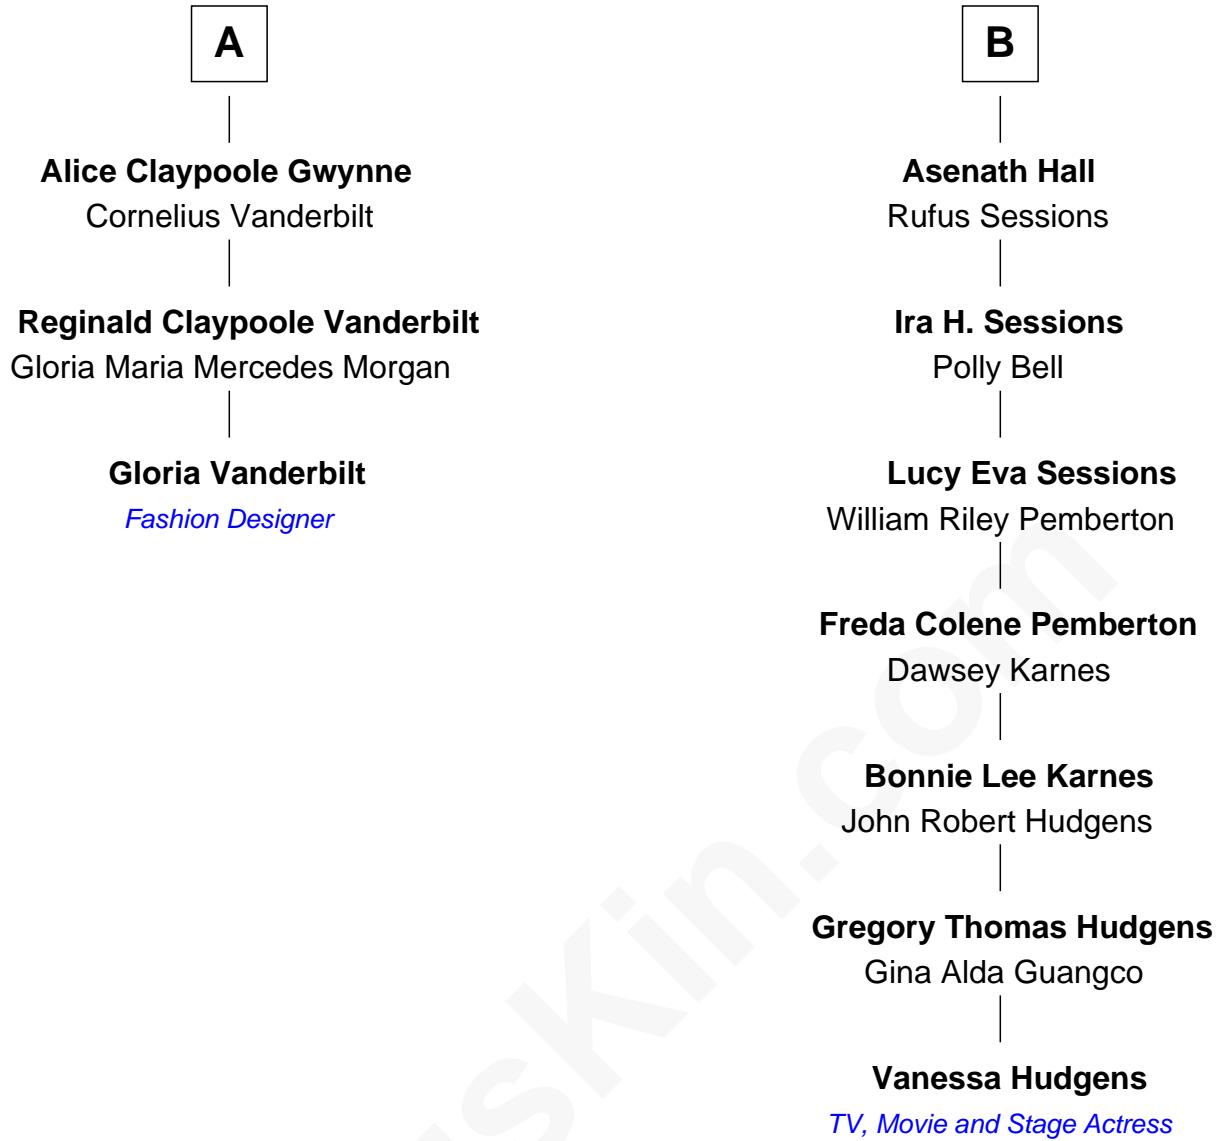 A
Alice Claypoole Gwynne
Cornelius Vanderbilt
Reginald Claypoole Vanderbilt
Gloria Maria Mercedes Morgan
Gloria Vanderbilt
Fashion Designer
B
Asenath Hall
Rufus Sessions
Ira H. Sessions
Polly Bell
Lucy Eva Sessions
William Riley Pemberton
Freda Colene Pemberton
Dawsey Karnes
Bonnie Lee Karnes
John Robert Hudgens
Gregory Thomas Hudgens
Gina Alda Guangco
Vanessa Hudgens
TV, Movie and Stage Actress